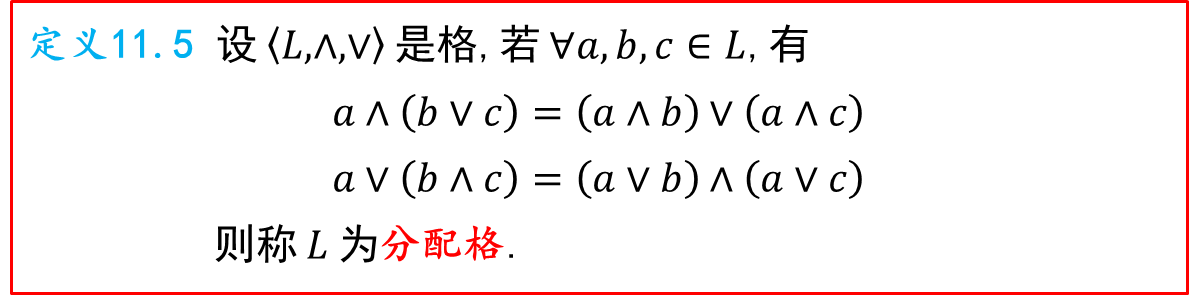 定义11.5 设 ⟨L,∧,∨⟩ 是格, 若 ∀a, b, c ∈ L, 有
a ∧ (b ∨ c) = (a ∧ b) ∨ (a ∧ c)
a ∨ (b ∧ c) = (a ∨ b) ∧ (a ∨ c)
则称 L 为分配格.